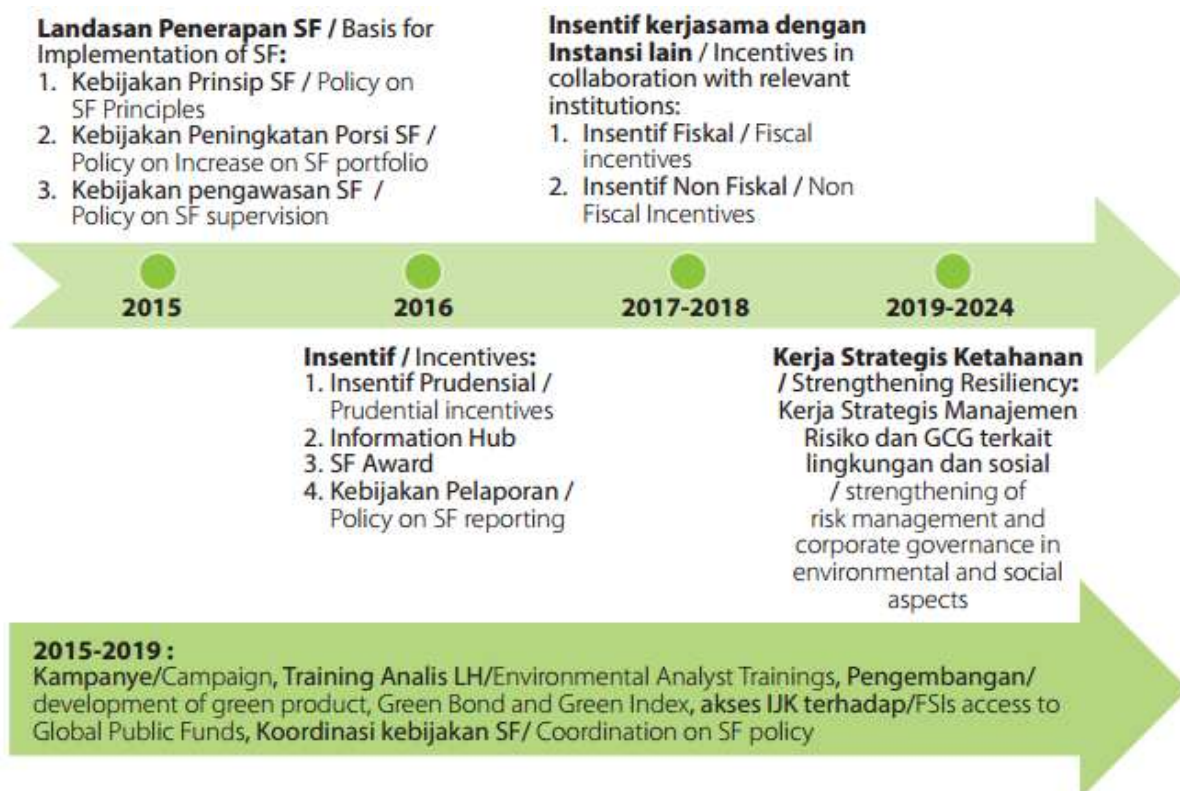 Landasan Penerapan SF / Basis for
Implementation of SF:
1. Kebijakan Prinsip SF / Policy on
SF Principles
2. Kebijakan Peningkatan Porsi SF /
Policy on Increase on SF portfolio
3. Kebijakan pengawasan SF /
Policy on SF supervision
Insentif kerjasama dengan
Instansi lain / Incentives in
collaboration with relevant
institutions:
1. Insentif Fiskal / Fiscal
incentives
2. Insentif Non Fiskal / Non
Fiscal Incentives
2015
2016
2017-2018
2019-2024
Insentif / Incentives:
1. Insentif Prudensial /
Prudential incentives
2. Information Hub
3. SF Award
4. Kebijakan Pelaporan /
Policy on SF reporting
Kerja Strategis Ketahanan
/ Strengthening Resiliency:
Kerja Strategis Manajemen
Risiko dan GCG terkait
lingkungan dan sosial
/ strengthening of
risk management and
corporate governance in
environmental and social
aspects
2015-2019 :
Kampanye/Campaign, Training Analis LH/Environmental Analyst Trainings, Pengembangan/
development of green product, Green Bond and Green Index, akses IJK terhadap/FSIs access to
Global Public Funds, Koordinasi kebijakan SF/ Coordination on SF policy